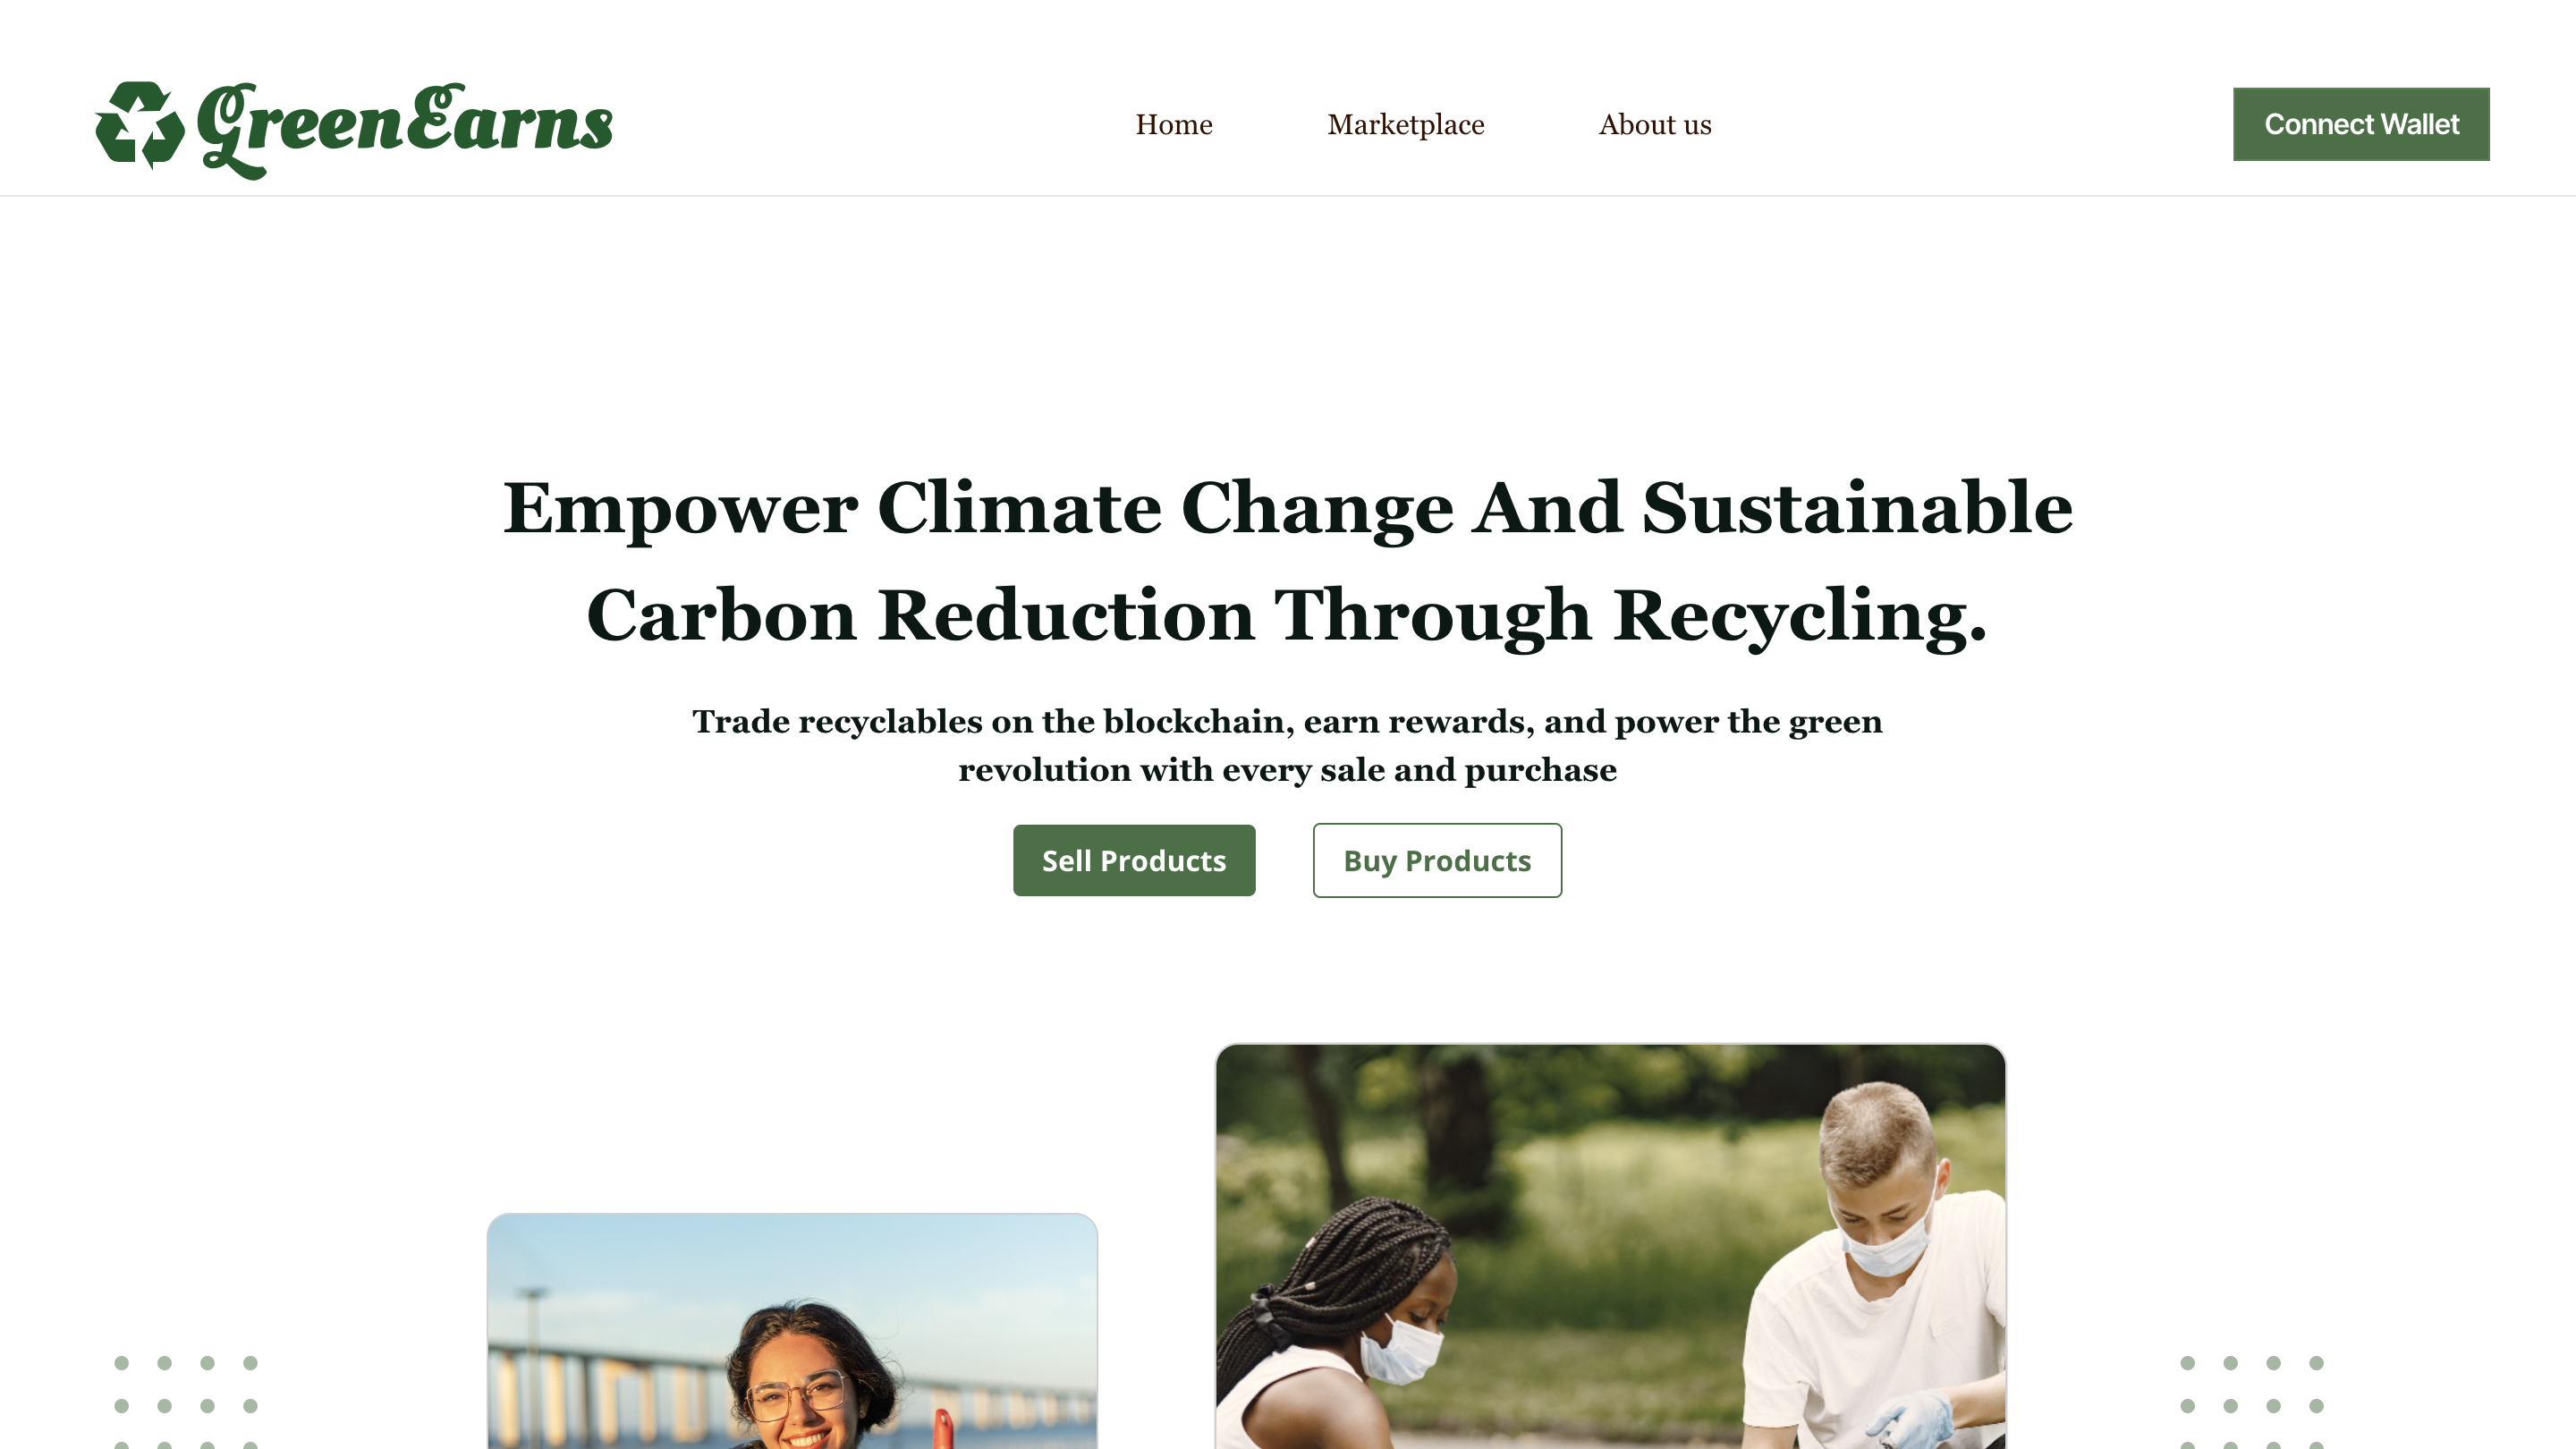 GreenEarns
Home
Marketplace
About us
Connect Wallet
Empower Climate Change And Sustainable
Carbon Reduction Through Recycling.
Trade recyclables on the blockchain, earn rewards, and power the green
revolution with every sale and purchase
Sell Products
Buy Products